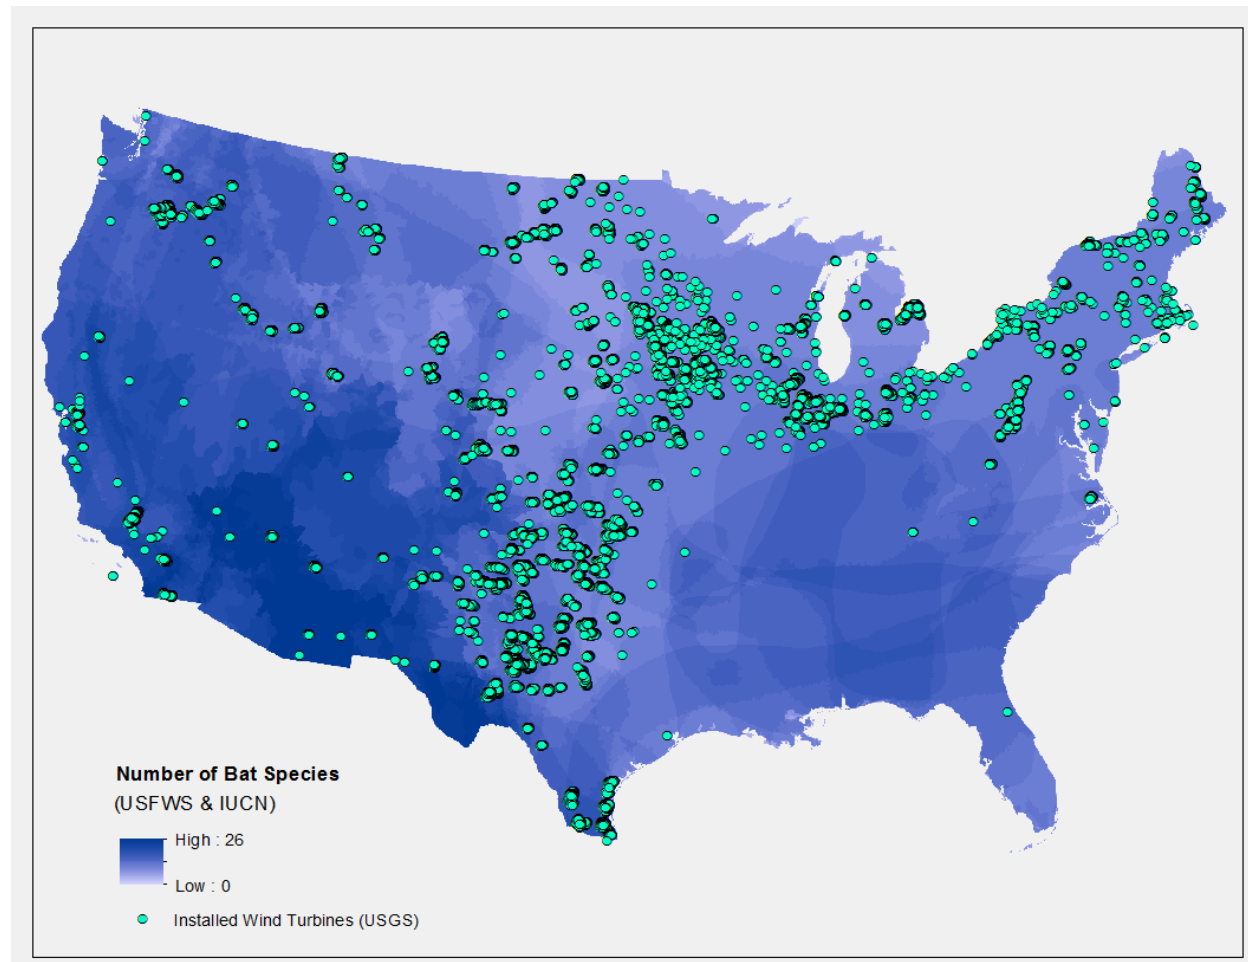 Number of Bat Species
(USFWS & IUCN)
High : 26
Low : 0
Installed Wind Turbines (USGS)